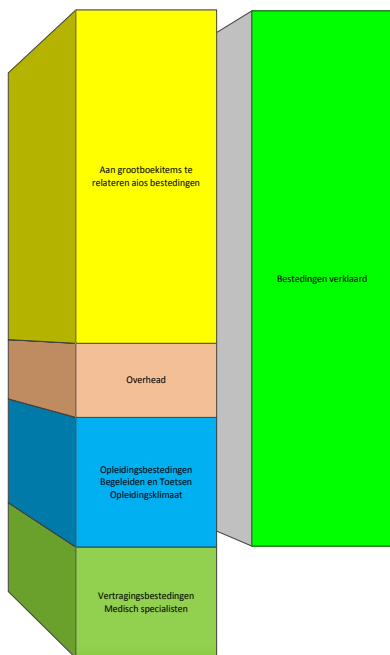 Aan grootboekitems te
relateren aios bestedingen
Bestedingen verklaard
Overhead
Opleidingsbestedingen
Begeleiden en Toetsen
Opleidingsklimaat
Vertragingsbestedingen
Medisch specialisten